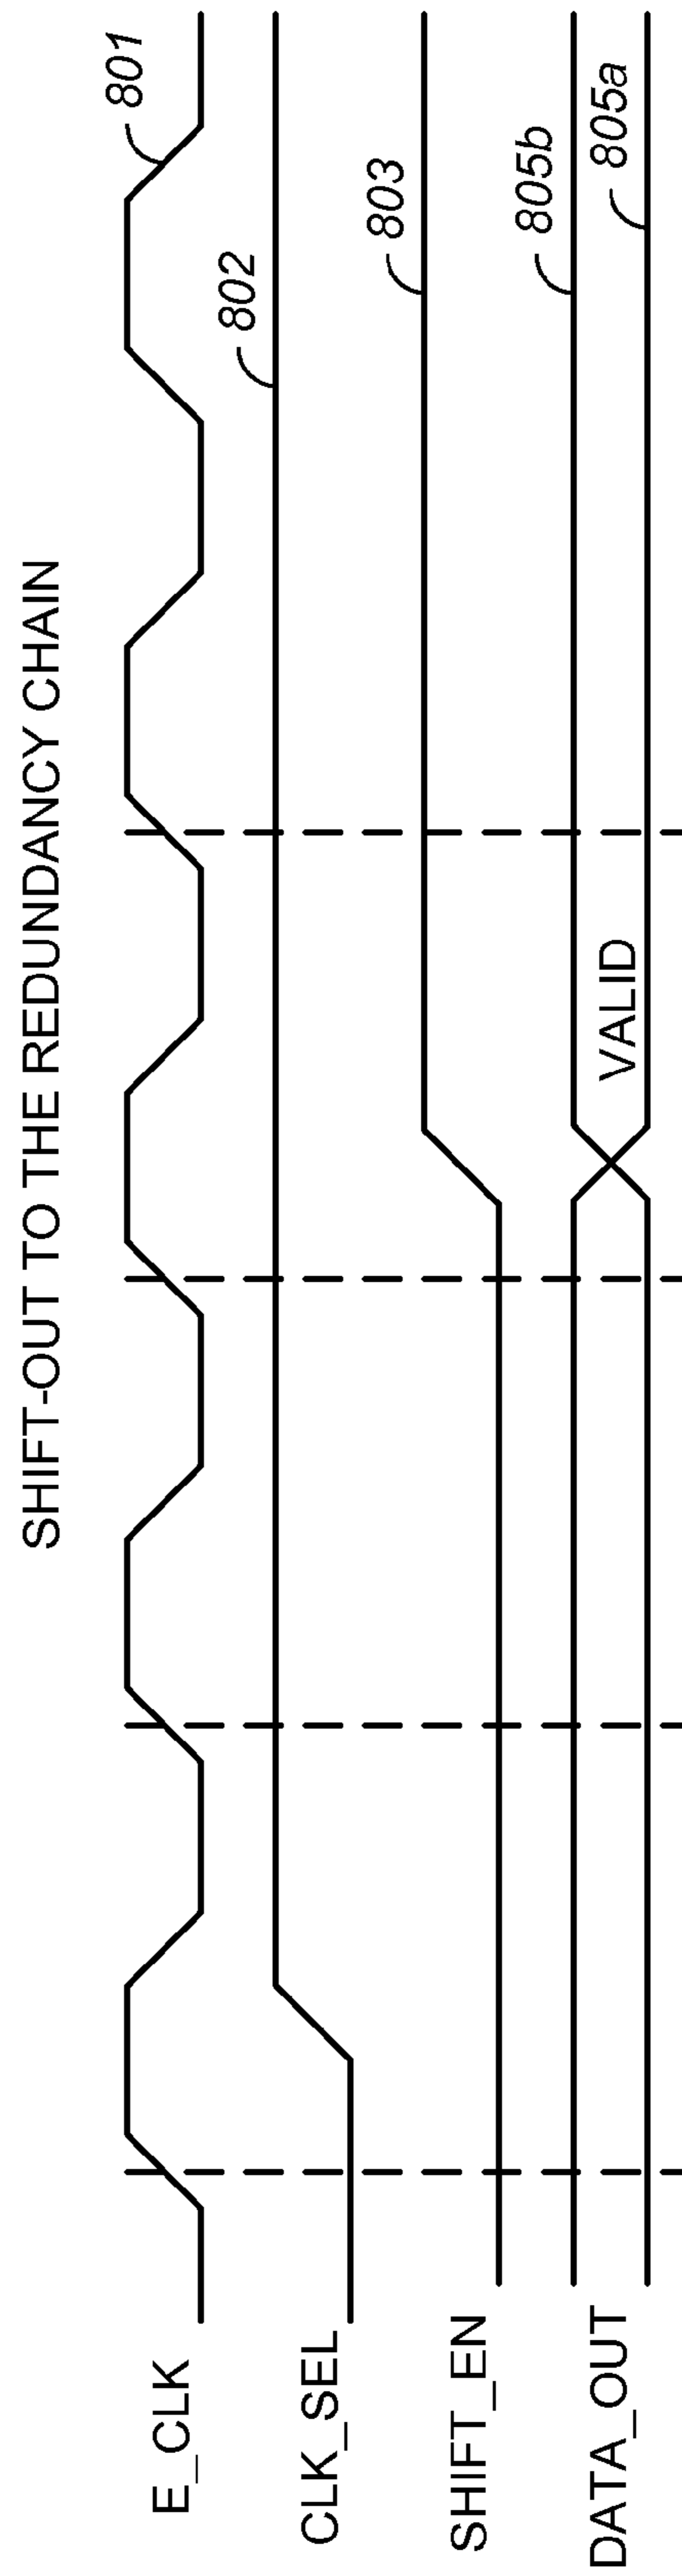 SHIFT-OUT TO THE REDUNDANCY CHAIN
E_CLK
801
CLK_SEL
802
SHIFT_EN
803
DATA_OUT
VALID
805b
805a